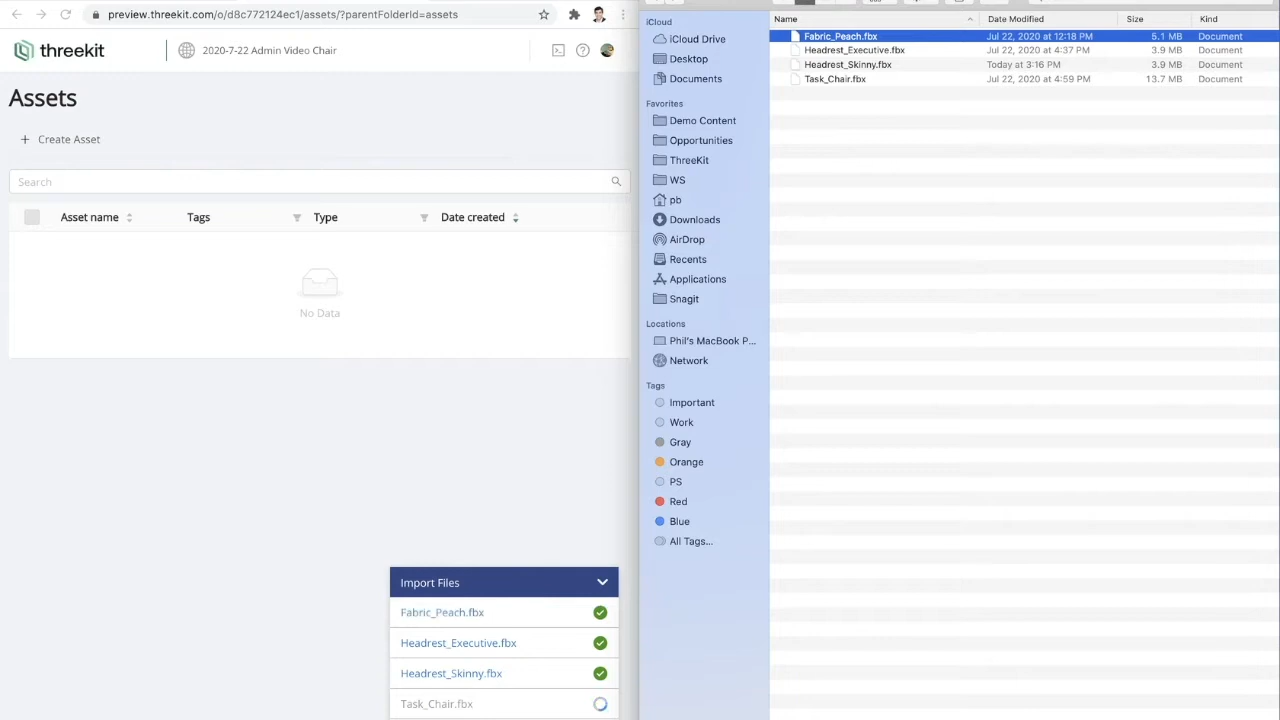 preview.threekit.com/o/d8c772124ec1/assets/?parentFolderId=assets
threekit
2020-7-22 Admin Video Chair
Assets
+ Create Asset
Search
Asset name Tags Type Date created
No Data
Import Files
Fabric_Peach.fbx
Headrest_Executive.fbx
Headrest_Skinny.fbx
Task_Chair.fbx
iCloud
iCloud Drive
Desktop
Documents
Favorites
Demo Content
Opportunities
ThreeKit
WS
pb
Downloads
AirDrop
Recents
Applications
Snagit
Locations
Phil's MacBook P...
Network
Tags
Important
Work
Gray
Orange
PS
Red
Blue
All Tags...
Name Date Modified Size Kind
Fabric_Peach.fbx Jul 22, 2020 at 12:18 PM 5.1 MB Document
Headrest_Executive.fbx Jul 22, 2020 at 4:37 PM 3.9 MB Document
Headrest_Skinny.fbx Today at 3:16 PM 3.9 MB Document
Task_Chair.fbx Jul 22, 2020 at 4:59 PM 13.7 MB Document